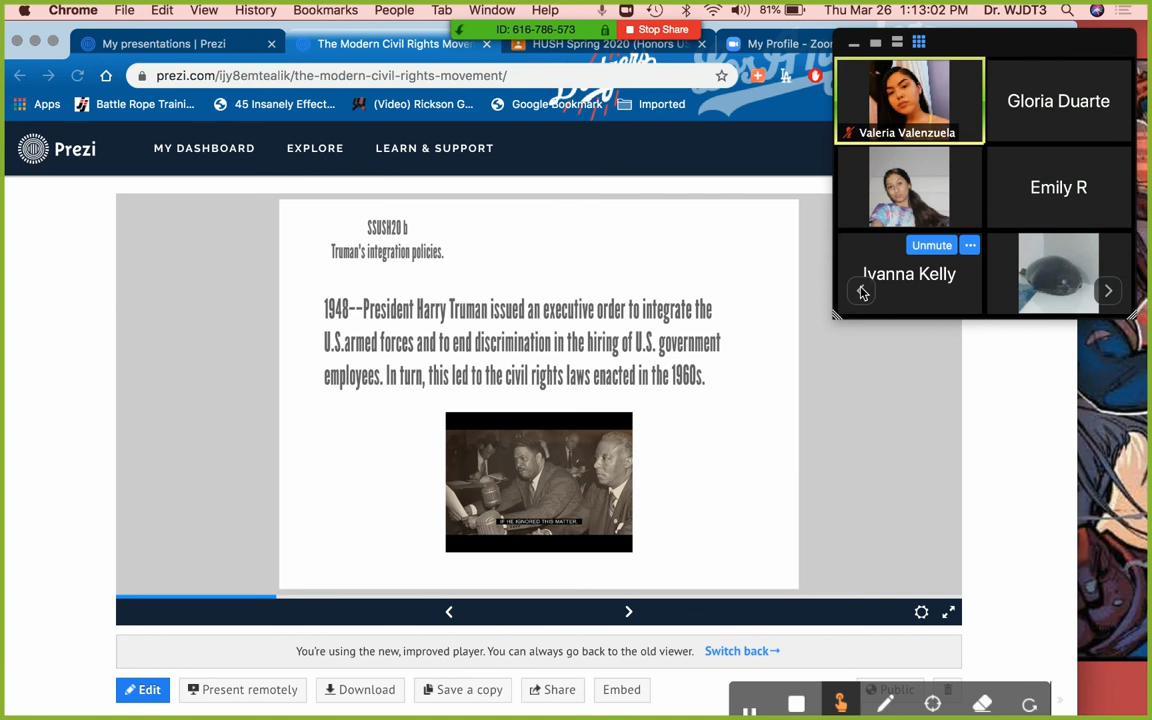 Chrome File Edit View History Bookmarks People Tab Window Help 81% Thu Mar 26 1:13:02 PM Dr. WJDT3
ID: 616-786-573 Stop Share
My presentations | Prezi The Modern Civil Rights Mover HUSH Spring 2020 (Honors U.S My Profile - Zoom
prezi.com/ijy8emtealik/the-modern-civil-rights-movement/
Apps Battle Rope Traini... 45 Insanely Effect... (Video) Rickson G... Google Bookmark Imported
Prezi MY DASHBOARD EXPLORE LEARN & SUPPORT
Valeria Valenzuela
Gloria Duarte
Emily R
Unmute
Ivanna Kelly
SSUSH20 b
Truman's integration policies.
1948--President Harry Truman issued an executive order to integrate the
U.S.armed forces and to end discrimination in the hiring of U.S. government
employees. In turn, this led to the civil rights laws enacted in the 1960s.
IF HE IGNORED THIS MATTER,
You're using the new, improved player. You can always go back to the old viewer. Switch back→
Edit Present remotely Download Save a copy Share Embed Public